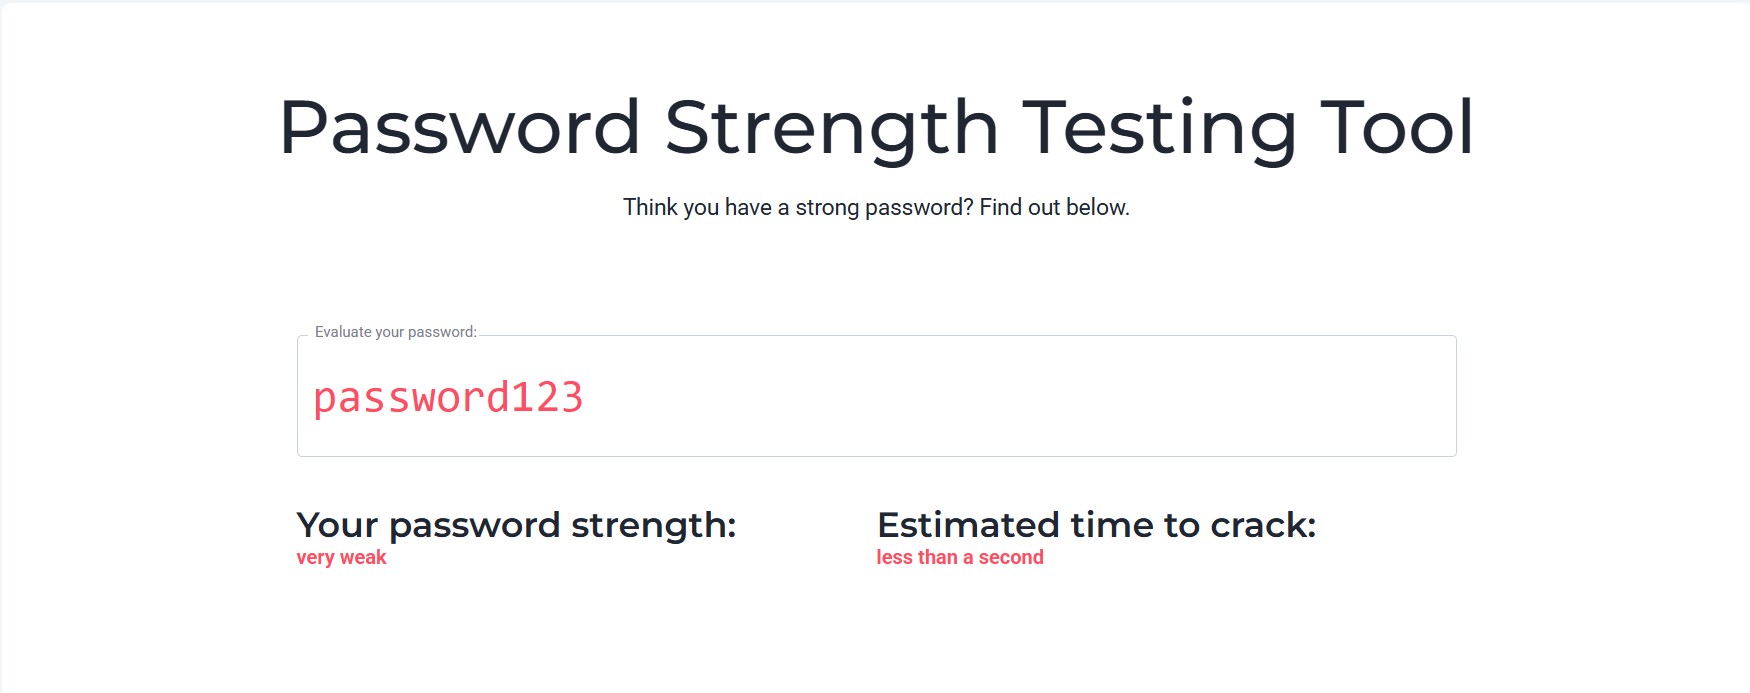 Password Strength Testing Tool
Think you have a strong password? Find out below.
Evaluate your password:
password123
Your password strength:
very weak
Estimated time to crack:
less than a second